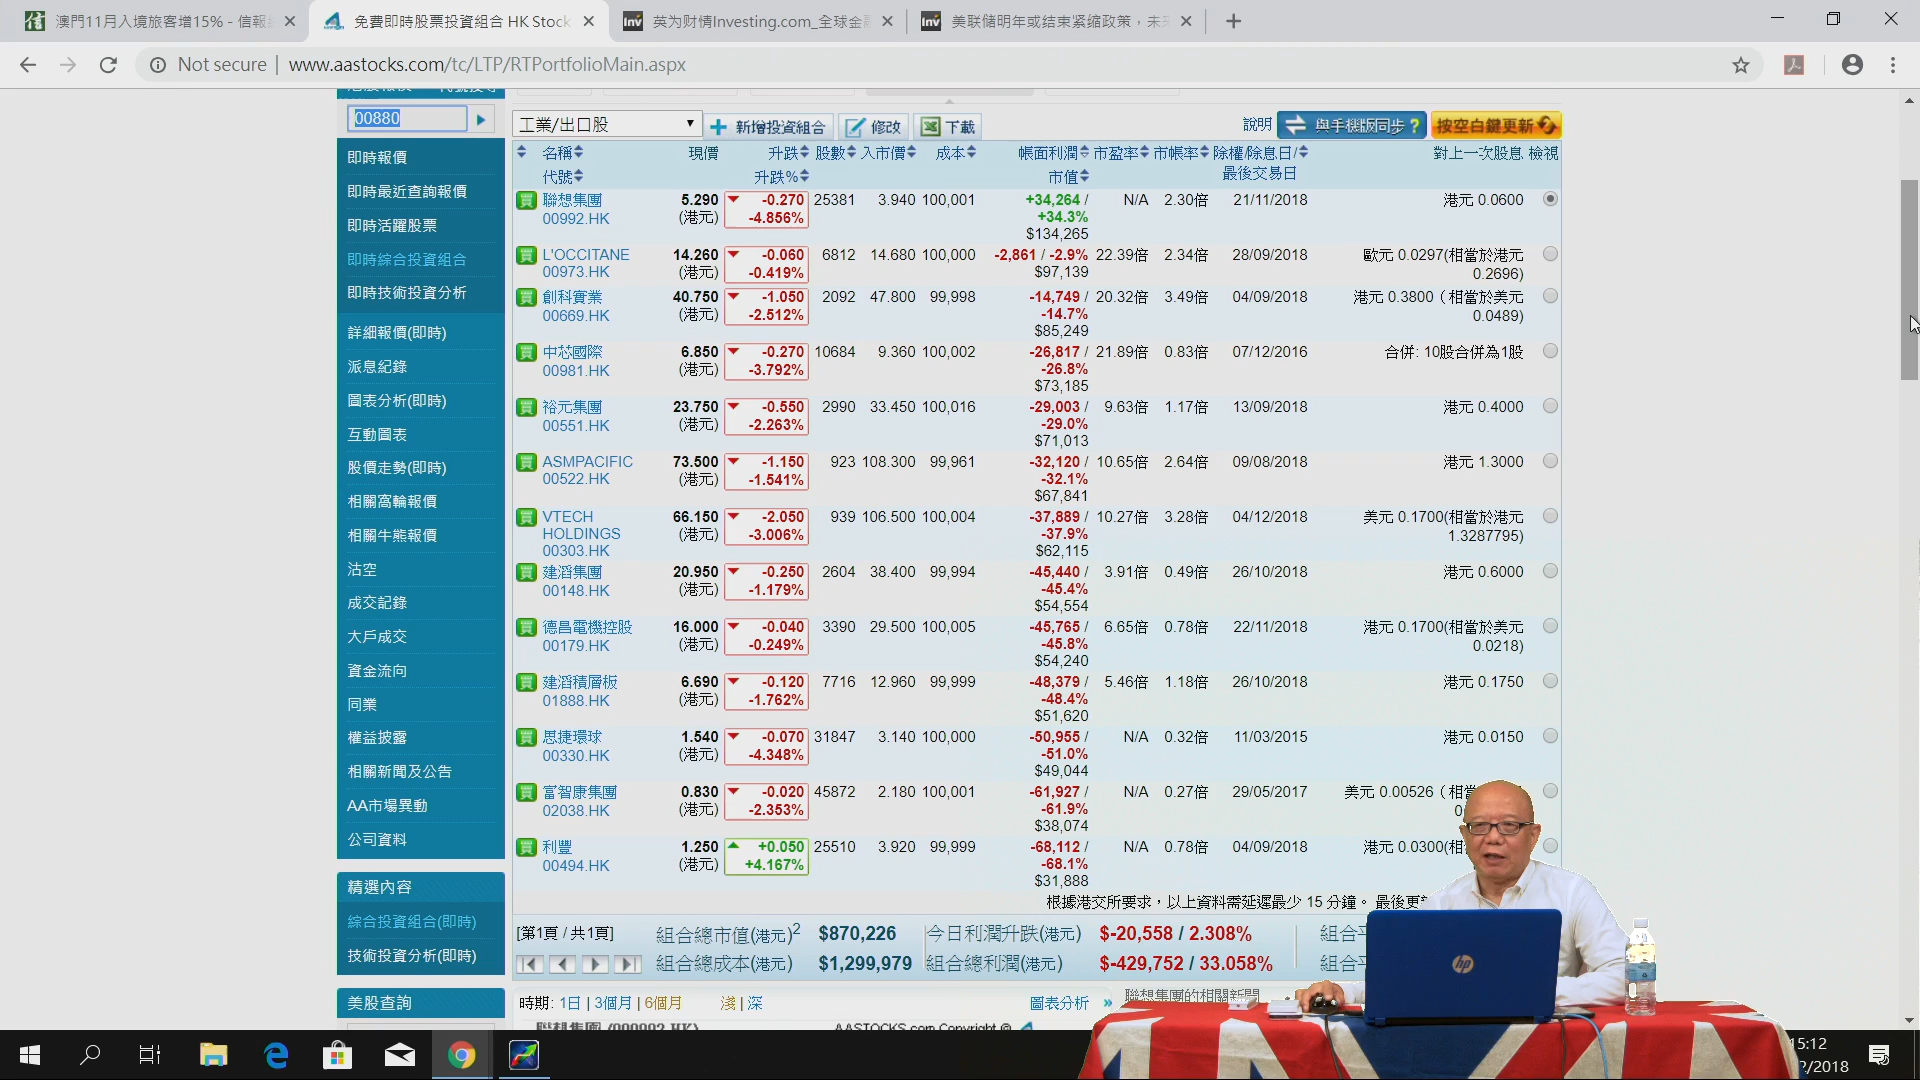 澳門11月入境旅客增15% - 信報
免費即時股票投資組合 HK Stock
英为财情Investing.com_全球金
美联储明年或结束紧缩政策，未
Not secure | www.aastocks.com/tc/LTP/RTPortfolioMain.aspx
00880
即時報價
即時最近查詢報價
即時活躍股票
即時綜合投資組合
即時技術投資分析
詳細報價(即時)
派息紀錄
圖表分析(即時)
互動圖表
股價走勢(即時)
相關窩輪報價
相關牛熊報價
沽空
成交記錄
大戶成交
資金流向
同業
權益披露
相關新聞及公告
AA市場異動
公司資料
精選內容
綜合投資組合(即時)
技術投資分析(即時)
美股查詢
工業/出口股 新增投資組合 修改 下載 說明 與手機版同步 ? 按空白鍵更新
名稱 現價 升跌 股數 入市價 成本 帳面利潤 市盈率 市帳率 除權/除息日/ 對上一次股息 檢視
代號 升跌% 市值 最後交易日
買 聯想集團 5.290 -0.270 25381 3.940 100,001 +34,264 / N/A 2.30倍 21/11/2018 港元 0.0600
00992.HK (港元) -4.856% +34.3%
$134,265
買 L'OCCITANE 14.260 -0.060 6812 14.680 100,000 -2,861 / -2.9% 22.39倍 2.34倍 28/09/2018 歐元 0.0297(相當於港元
00973.HK (港元) -0.419% $97,139 0.2696)
買 創科實業 40.750 -1.050 2092 47.800 99,998 -14,749 / 20.32倍 3.49倍 04/09/2018 港元 0.3800 (相當於美元
00669.HK (港元) -2.512% -14.7% 0.0489)
$85,249
買 中芯國際 6.850 -0.270 10684 9.360 100,002 -26,817 / 21.89倍 0.83倍 07/12/2016 合併: 10股合併為1股
00981.HK (港元) -3.792% -26.8%
$73,185
買 裕元集團 23.750 -0.550 2990 33.450 100,016 -29,003 / 9.63倍 1.17倍 13/09/2018 港元 0.4000
00551.HK (港元) -2.263% -29.0%
$71,013
買 ASMPACIFIC 73.500 -1.150 923 108.300 99,961 -32,120 / 10.65倍 2.64倍 09/08/2018 港元 1.3000
00522.HK (港元) -1.541% -32.1%
$67,841
買 VTECH 66.150 -2.050 939 106.500 100,004 -37,889 / 10.27倍 3.28倍 04/12/2018 美元 0.1700(相當於港元
HOLDINGS (港元) -3.006% -37.9% 1.3287795)
00303.HK $62,115
買 建滔集團 20.950 -0.250 2604 38.400 99,994 -45,440 / 3.91倍 0.49倍 26/10/2018 港元 0.6000
00148.HK (港元) -1.179% -45.4%
$54,554
買 德昌電機控股 16.000 -0.040 3390 29.500 100,005 -45,765 / 6.65倍 0.78倍 22/11/2018 港元 0.1700(相當於美元
00179.HK (港元) -0.249% -45.8% 0.0218)
$54,240
買 建滔積層板 6.690 -0.120 7716 12.960 99,999 -48,379 / 5.46倍 1.18倍 26/10/2018 港元 0.1750
01888.HK (港元) -1.762% -48.4%
$51,620
買 思捷環球 1.540 -0.070 31847 3.140 100,000 -50,955 / N/A 0.32倍 11/03/2015 港元 0.0150
00330.HK (港元) -4.348% -51.0%
$49,044
買 富智康集團 0.830 -0.020 45872 2.180 100,001 -61,927 / N/A 0.27倍 29/05/2017 美元 0.00526 (相
02038.HK (港元) -2.353% -61.9%
$38,074
買 利豐 1.250 +0.050 25510 3.920 99,999 -68,112 / N/A 0.78倍 04/09/2018 港元 0.0300(相
00494.HK (港元) +4.167% -68.1%
$31,888
根據港交所要求，以上資料需延遲最少 15 分鐘。 最後更
[第1頁 / 共1頁] 組合總市值(港元)2 $870,226 今日利潤升跌(港元) $-20,558 / 2.308% 組合
組合總成本(港元) $1,299,979 組合總利潤(港元) $-429,752 / 33.058% 組合
時期: 1日 | 3個月 | 6個月 淺 | 深 圖表分析 » 聯想集團的相關新聞
聯想集團 (00992.HK) AASTOCKS.com Copyright ©
hp
15:12
2/2018